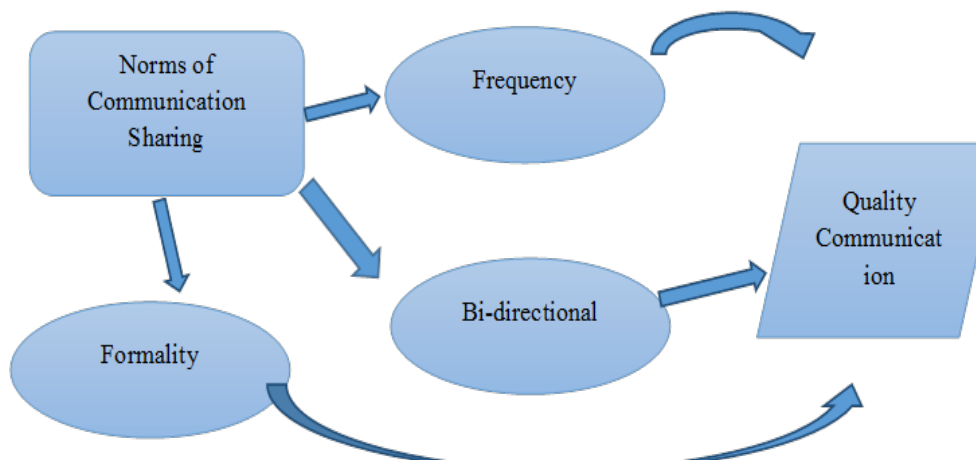 Norms of
Communication
Sharing
Frequency
Quality
Communicat
ion
Bi-directional
Formality